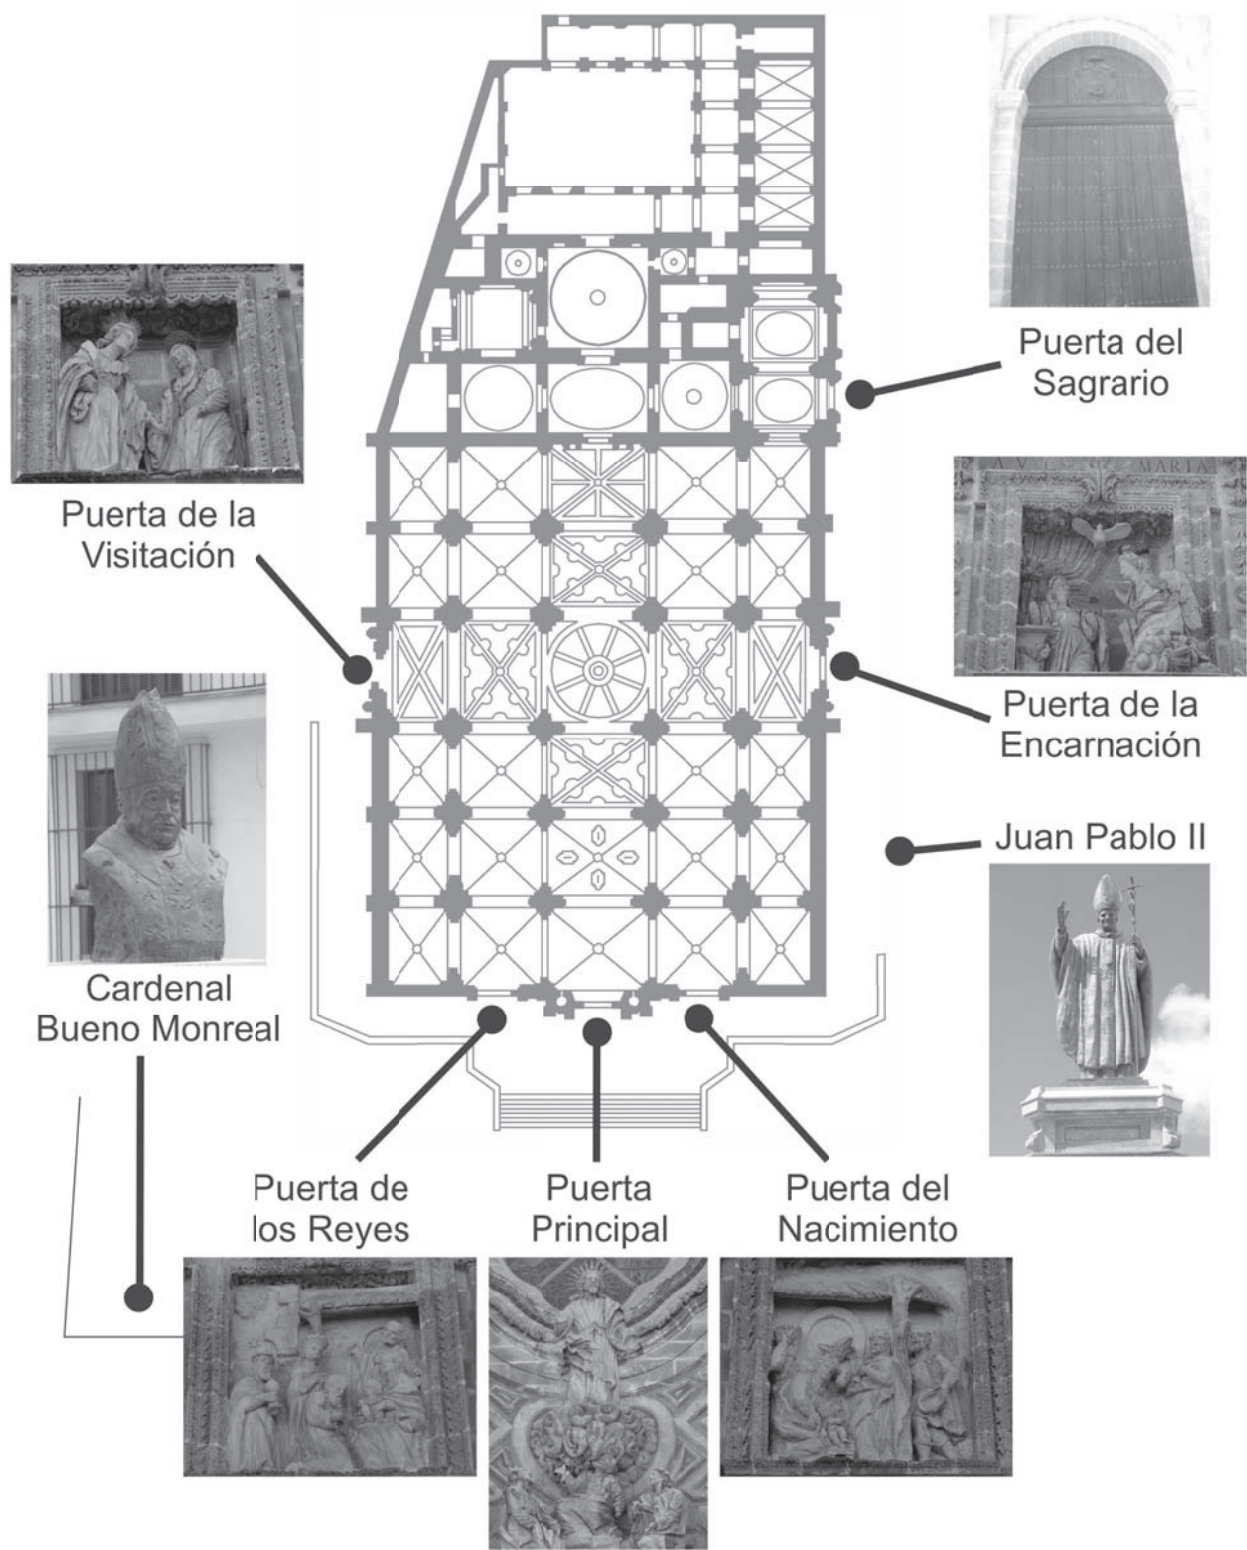 Puerta del
Sagrario
Puerta de la
Visitación
MARIA
Puerta de la
Encarnación
Juan Pablo II
Cardenal
Bueno Monreal
Puerta de
los Reyes
Puerta
Principal
Puerta del
Nacimiento